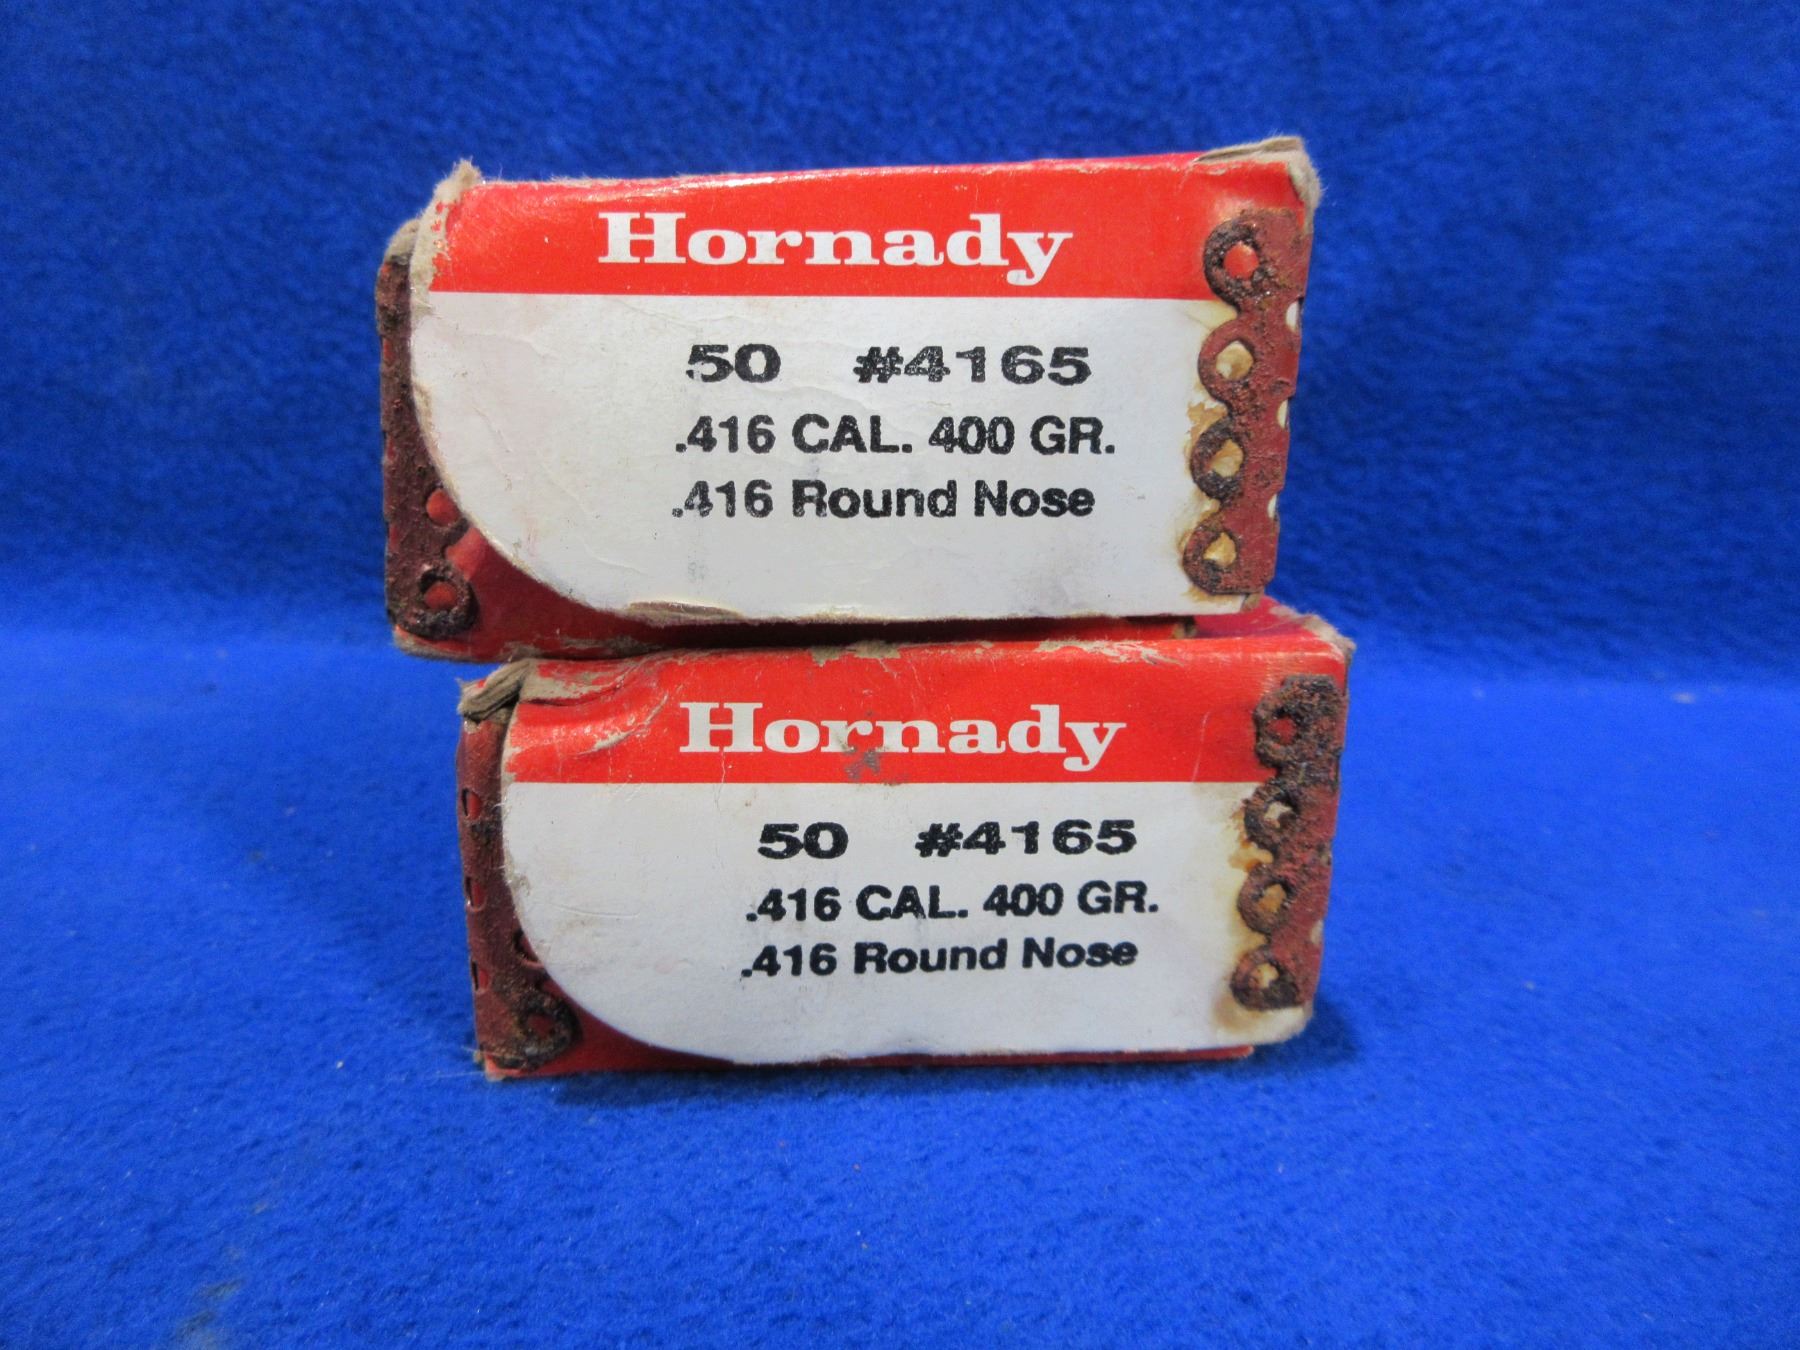 Hornady
50 #4165
.416 CAL. 400 GR.
.416 Round Nose
Hornady
50 #4165
.416 CAL. 400 GR.
.416 Round Nose